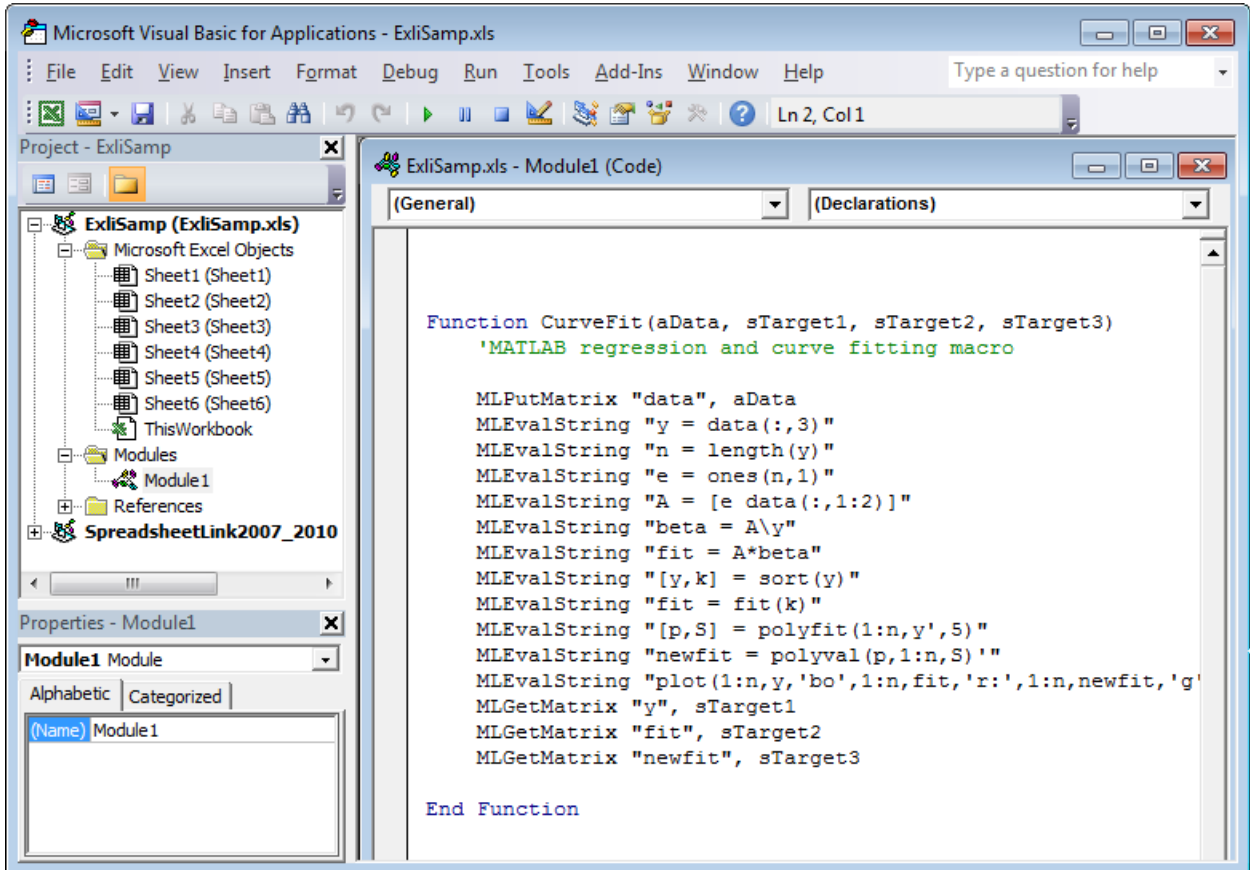 Microsoft Visual Basic for Applications - ExliSamp.xls
File Edit View Insert Format Debug Run Tools Add-Ins Window Help Type a question for help
Ln 2, Col 1
Project - ExliSamp
ExliSamp (ExliSamp.xls)
Microsoft Excel Objects
Sheet1 (Sheet1)
Sheet2 (Sheet2)
Sheet3 (Sheet3)
Sheet4 (Sheet4)
Sheet5 (Sheet5)
Sheet6 (Sheet6)
ThisWorkbook
Modules
Module1
References
SpreadsheetLink2007_2010
Properties - Module1
Module1 Module
Alphabetic Categorized
(Name) Module1
ExliSamp.xls - Module1 (Code)
(General) (Declarations)
Function CurveFit(aData, sTarget1, sTarget2, sTarget3)
'MATLAB regression and curve fitting macro
MLPutMatrix "data", aData
MLEvalString "y = data(:,3)"
MLEvalString "n = length(y)"
MLEvalString "e = ones(n,1)"
MLEvalString "A = [e data(:,1:2)]"
MLEvalString "beta = A\y"
MLEvalString "fit = A*beta"
MLEvalString "[y,k] = sort(y)"
MLEvalString "fit = fit(k)"
MLEvalString "[p,S] = polyfit(1:n,y',5)"
MLEvalString "newfit = polyval(p,1:n,S)'"
MLEvalString "plot(1:n,y,'bo',1:n,fit,'r:',1:n,newfit,'g'
MLGetMatrix "y", sTarget1
MLGetMatrix "fit", sTarget2
MLGetMatrix "newfit", sTarget3
End Function